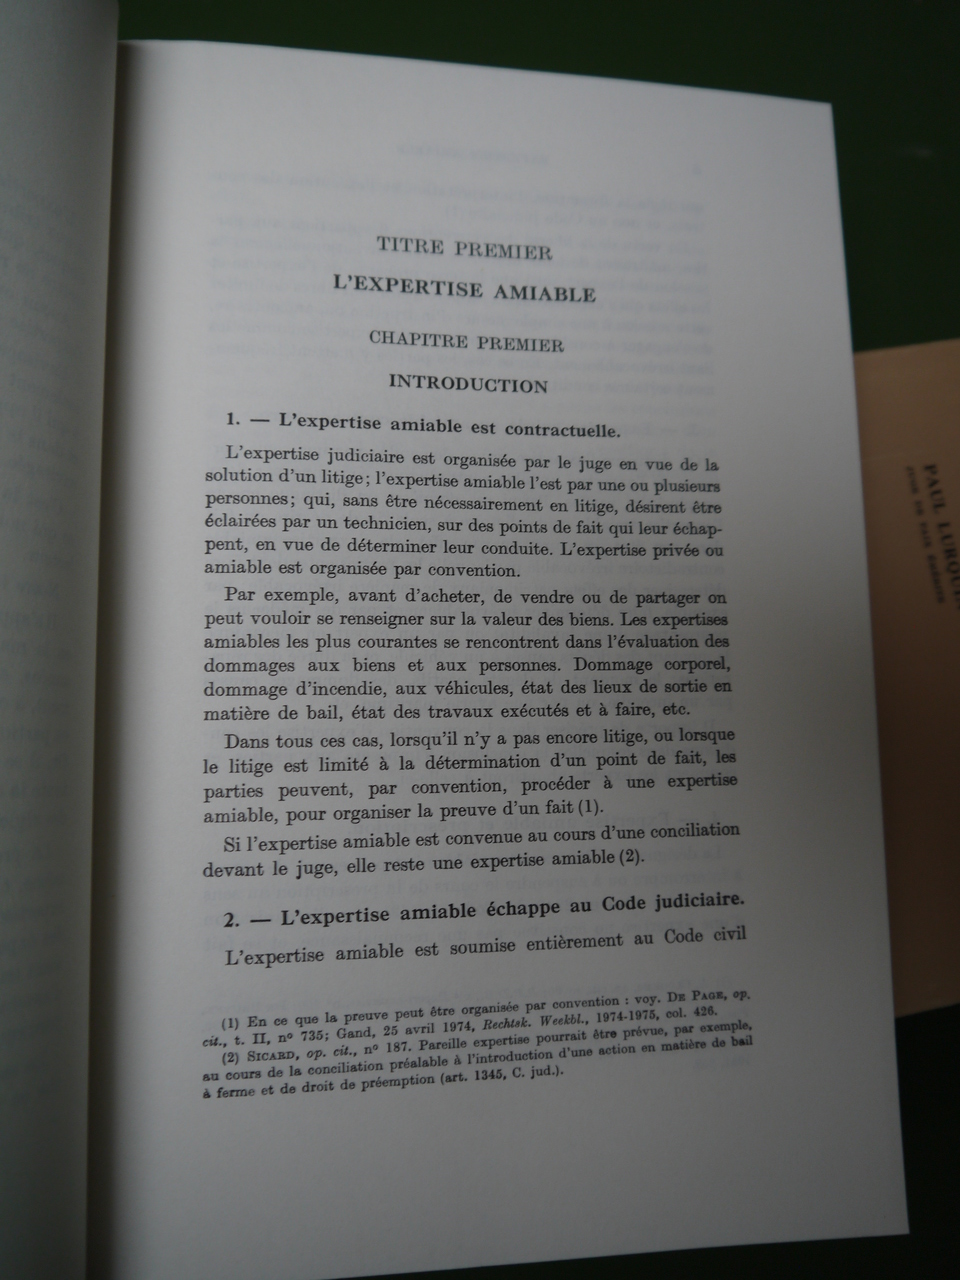 TITRE PREMIER
L'EXPERTISE AMIABLE
CHAPITRE PREMIER
INTRODUCTION
1. — L'expertise amiable est contractuelle.
L'expertise judiciaire est organisée par le juge en vue de la
solution d'un litige; l'expertise amiable l'est par une ou plusieurs
personnes; qui, sans être nécessairement en litige, désirent être
éclairées par un technicien, sur des points de fait qui leur échap-
pent, en vue de déterminer leur conduite. L'expertise privée ou
amiable est organisée par convention.
Par exemple, avant d'acheter, de vendre ou de partager on
peut vouloir se renseigner sur la valeur des biens. Les expertises
amiables les plus courantes se rencontrent dans l'évaluation des
dommages aux biens et aux personnes. Dommage corporel,
dommage d'incendie, aux véhicules, état des lieux de sortie en
matière de bail, état des travaux exécutés et à faire, etc.
Dans tous ces cas, lorsqu'il n'y a pas encore litige, ou lorsque
le litige est limité à la détermination d'un point de fait, les
parties peuvent, par convention, procéder à une expertise
amiable, pour organiser la preuve d'un fait (1).
Si l'expertise amiable est convenue au cours d'une conciliation
devant le juge, elle reste une expertise amiable (2).
2. — L'expertise amiable échappe au Code judiciaire.
L'expertise amiable est soumise entièrement au Code civil
(1) En ce que la preuve peut être organisée par convention : voy. DE PAGE, op.
cit., t. II, n° 735; Gand, 25 avril 1974, Rechtsk. Weekbl., 1974-1975, col. 426.
(2) SICARD, op. cit., n° 187. Pareille expertise pourrait être prévue, par exemple,
au cours de la conciliation préalable à l'introduction d'une action en matière de bail
à ferme et de droit de préemption (art. 1345, C. jud.).
PAUL